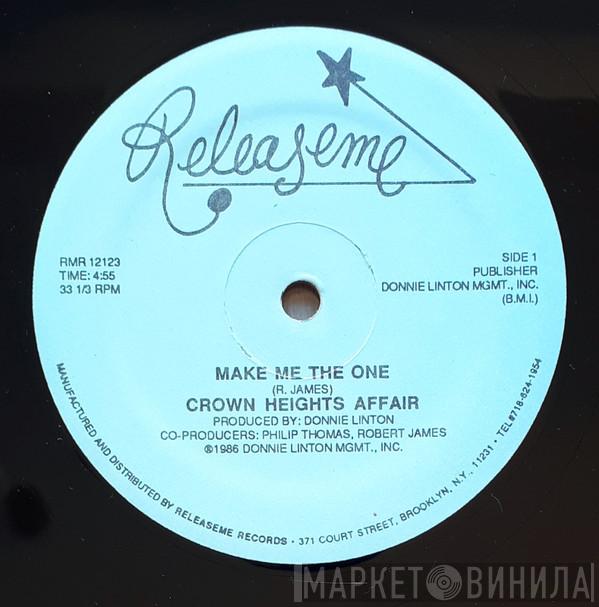 Releaseme
RMR 12123
TIME: 4:55
33 1/3 RPM
SIDE 1
PUBLISHER
DONNIE LINTON MGMT., INC.
(B.M.I.)
MAKE ME THE ONE
(R. JAMES)
CROWN HEIGHTS AFFAIR
PRODUCED BY: DONNIE LINTON
CO-PRODUCERS: PHILIP THOMAS, ROBERT JAMES
℗1986 DONNIE LINTON MGMT., INC.
MANUFACTURED AND DISTRIBUTED BY RELEASEME RECORDS • 371 COURT STREET, BROOKLYN, N.Y., 11231 • TEL#718-624-1954
МАРКЕТ ВИНИЛА